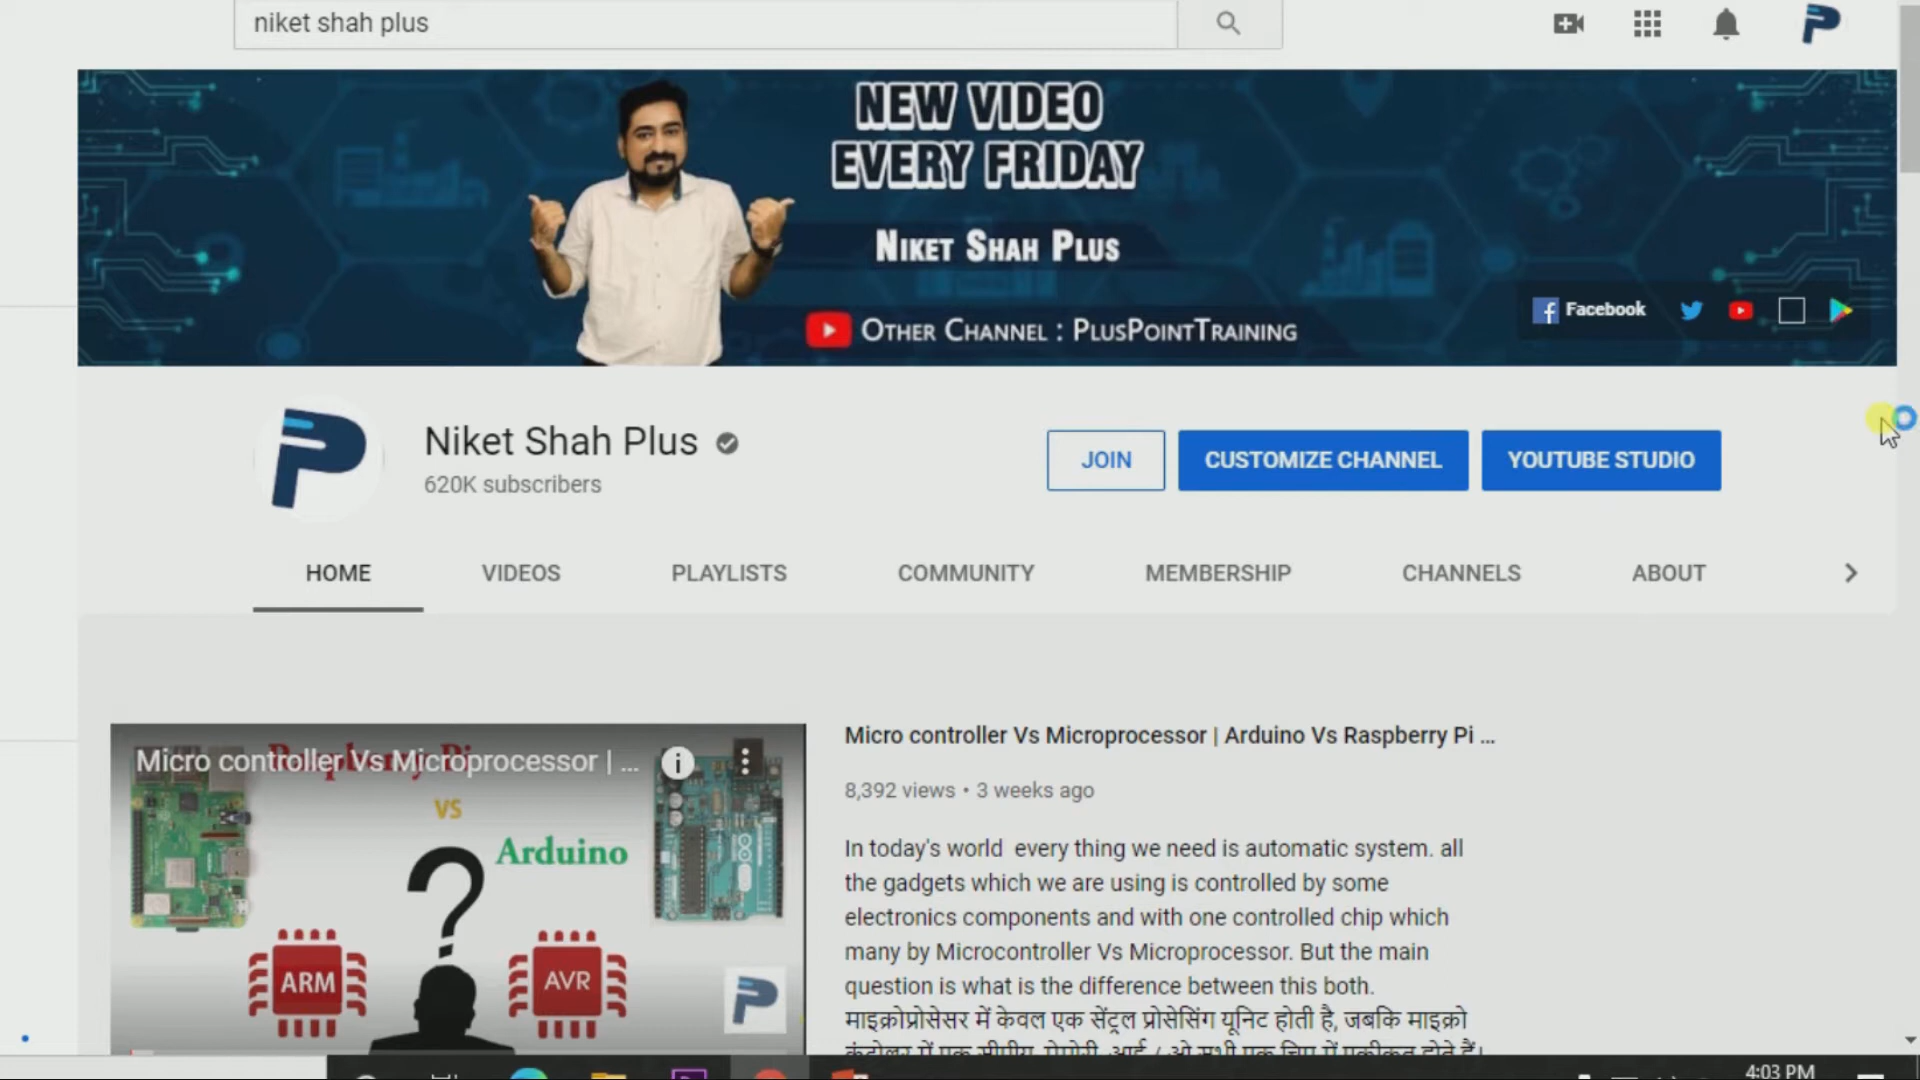 niket shah plus
NEW VIDEO
EVERY FRIDAY
NIKET SHAH PLUS
OTHER CHANNEL : PLUSPOINTTRAINING
Facebook
Niket Shah Plus
620K subscribers
JOIN
CUSTOMIZE CHANNEL
YOUTUBE STUDIO
HOME
VIDEOS
PLAYLISTS
COMMUNITY
MEMBERSHIP
CHANNELS
ABOUT
Micro controller Vs Microprocessor | ...
Raspberry Pi
VS
Arduino
ARM
AVR
Micro controller Vs Microprocessor | Arduino Vs Raspberry Pi ...
8,392 views • 3 weeks ago
In today's world every thing we need is automatic system. all
the gadgets which we are using is controlled by some
electronics components and with one controlled chip which
many by Microcontroller Vs Microprocessor. But the main
question is what is the difference between this both.
माइक्रोप्रोसेसर में केवल एक सेंट्रल प्रोसेसिंग यूनिट होती है, जबकि माइक्रो
4:03 PM